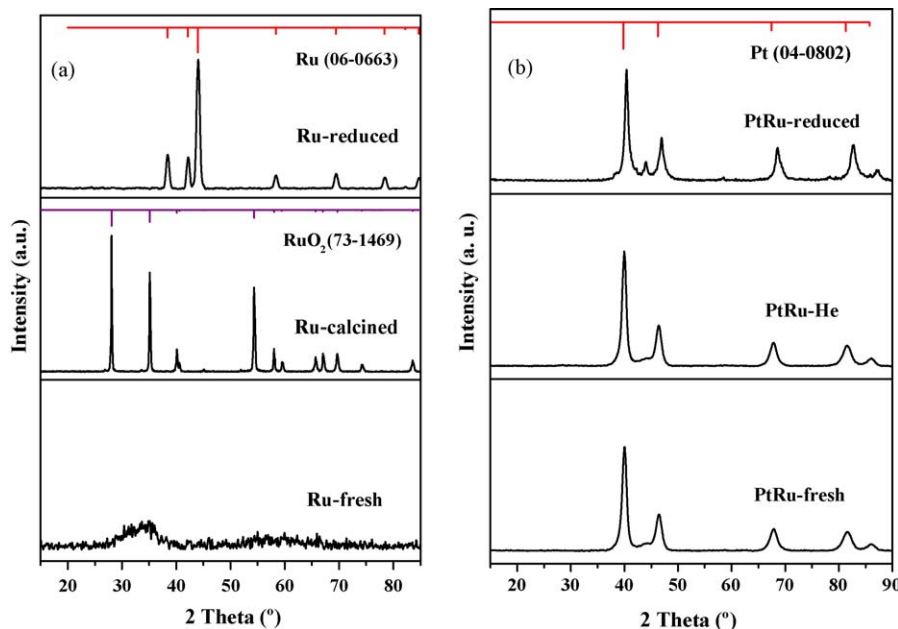 (a)
Ru (06-0663)
Ru-reduced
RuO₂(73-1469)
Ru-calcined
Ru-fresh
Intensity (a.u.)
20 30 40 50 60 70 80
2 Theta (º)
(b)
Pt (04-0802)
PtRu-reduced
PtRu-He
PtRu-fresh
Intensity (a. u.)
20 30 40 50 60 70 80 90
2 Theta (º)